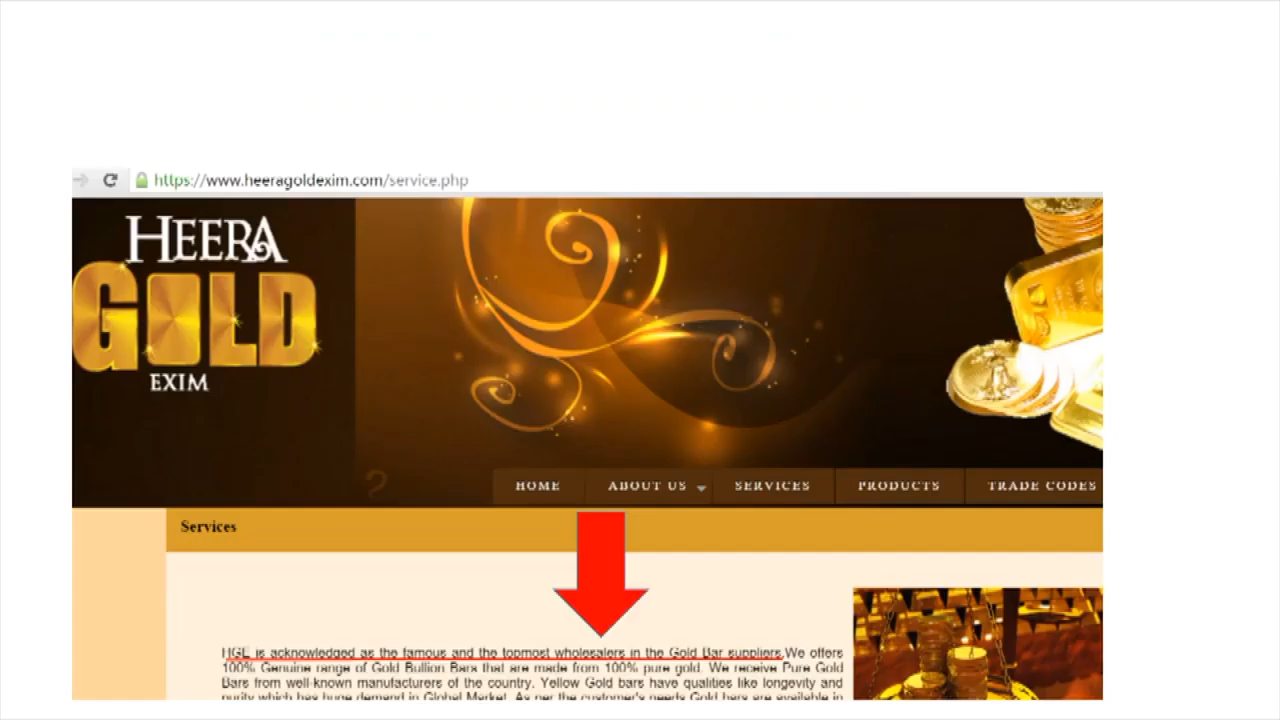 https://www.heeragoldexim.com/service.php
HEERA
GOLD
EXIM
?
HOME ABOUT US SERVICES PRODUCTS TRADE CODES
Services
HGE is acknowledged as the famous and the topmost wholesalers in the Gold Bar suppliers.We offers
100% Genuine range of Gold Bullion Bars that are made from 100% pure gold. We receive Pure Gold
Bars from well-known manufacturers of the country. Yellow Gold bars have qualities like longevity and
purity which has huge demand in Global Market. As per the customer's needs Gold bars are available in